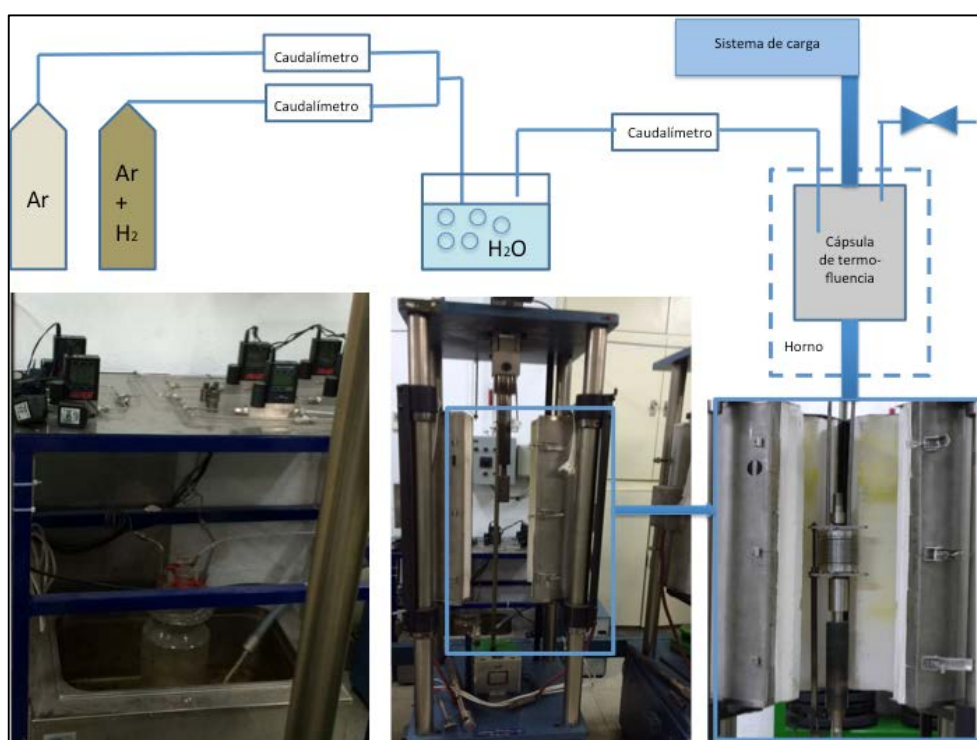 Caudalímetro
Sistema de carga
Caudalímetro
Caudalímetro
Ar
Ar
+
H2
H2O
Cápsula
de termo-
fluencia
Horno